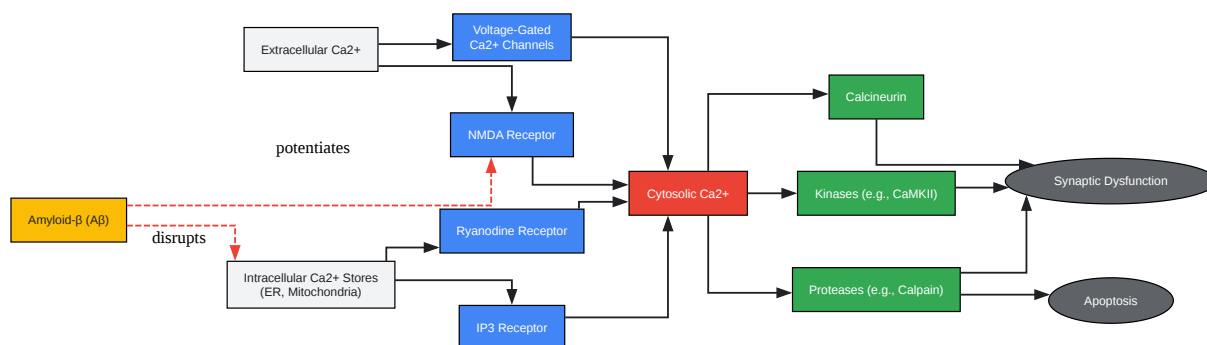 Voltage-Gated
Ca2+ Channels
Extracellular Ca2+
Calcineurin
NMDA Receptor
potentiates
Synaptic Dysfunction
Cytosolic Ca2+
Kinases (e.g., CaMKII)
Amyloid-β (Aβ)
Ryanodine Receptor
disrupts
Intracellular Ca2+ Stores
(ER, Mitochondria)
Proteases (e.g., Calpain)
Apoptosis
IP3 Receptor